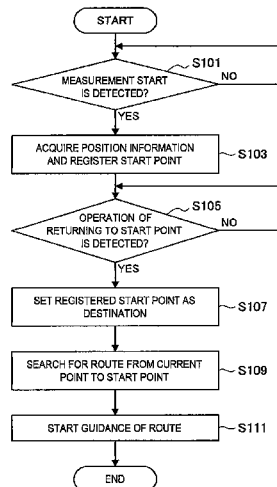 START
S101
MEASUREMENT START
IS DETECTED?
NO
YES
ACQUIRE POSITION INFORMATION
AND REGISTER START POINT
S103
S105
OPERATION OF
RETURNING TO START POINT
IS DETECTED?
NO
YES
SET REGISTERED START POINT AS
DESTINATION
S107
SEARCH FOR ROUTE FROM CURRENT
POINT TO START POINT
S109
START GUIDANCE OF ROUTE
S111
END